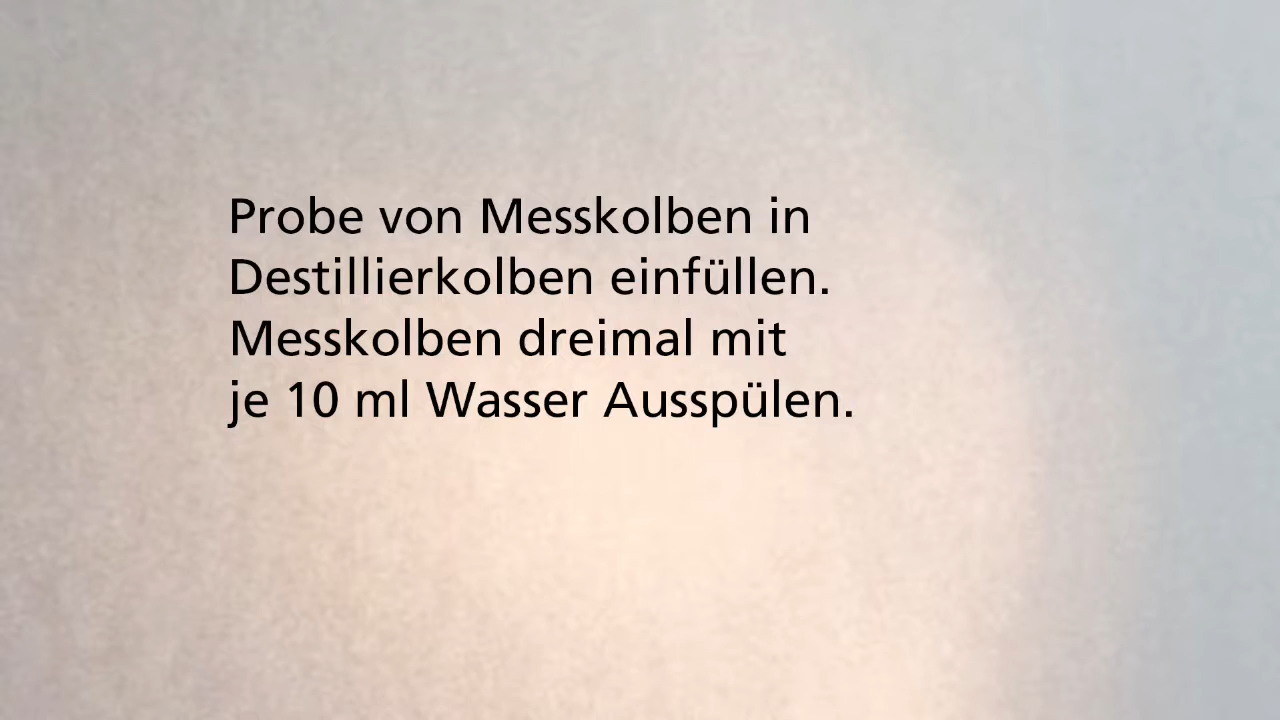 Probe von Messkolben in
Destillierkolben einfüllen.
Messkolben dreimal mit
je 10 ml Wasser Ausspülen.